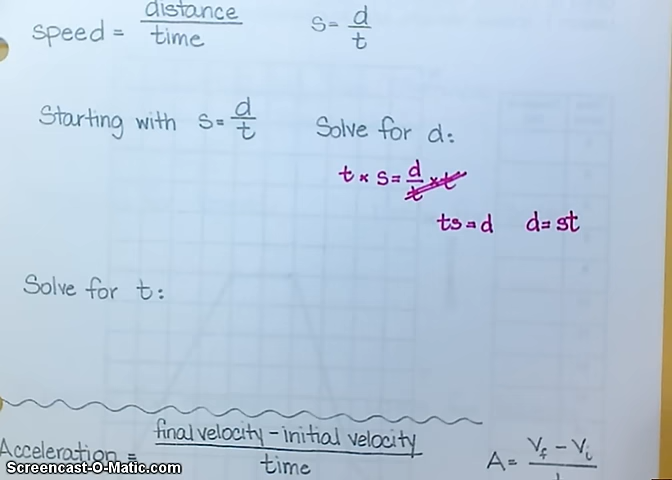 speed = distance / time s = d / t
Starting with s = d / t Solve for d:
t × s = d / t × t
ts = d d = st
Solve for t:
Acceleration = final velocity - initial velocity / time A = Vf - Vi
Screencast-O-Matic.com